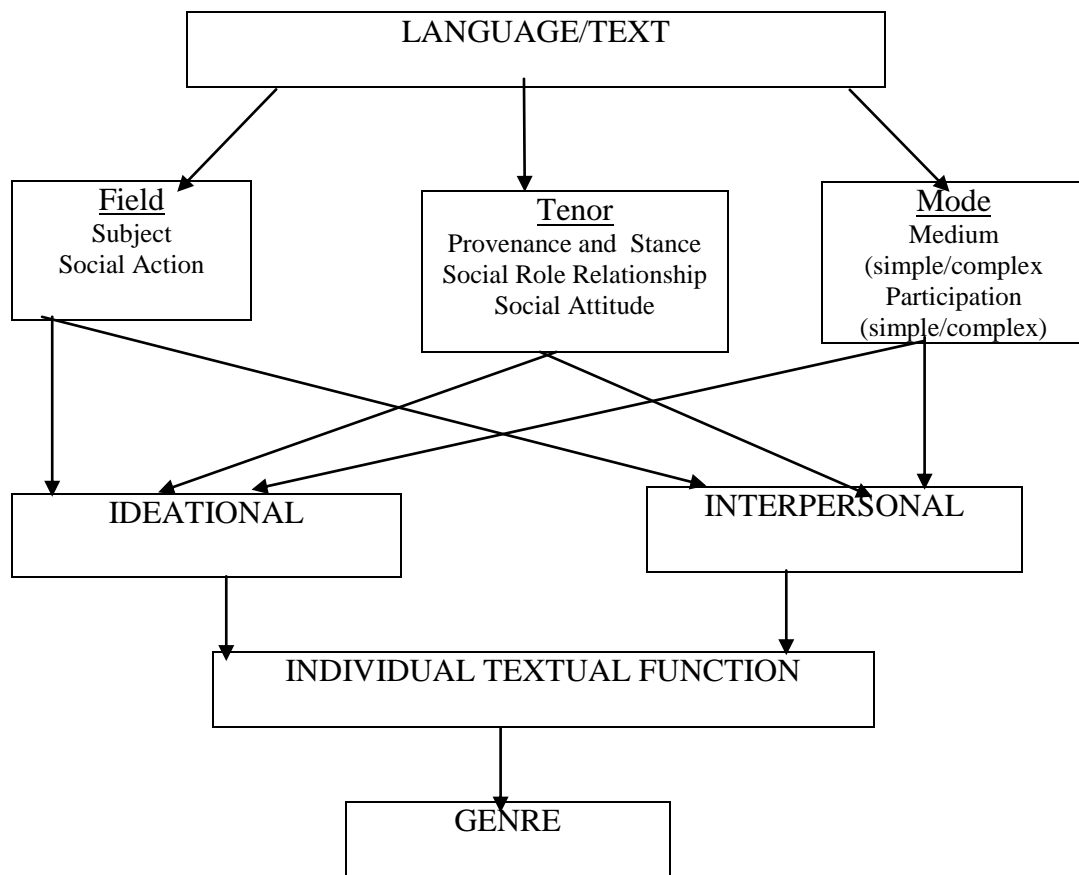 LANGUAGE/TEXT
Field
Subject
Social Action
Tenor
Provenance and Stance
Social Role Relationship
Social Attitude
Mode
Medium
(simple/complex
Participation
(simple/complex)
IDEATIONAL
INTERPERSONAL
INDIVIDUAL TEXTUAL FUNCTION
GENRE